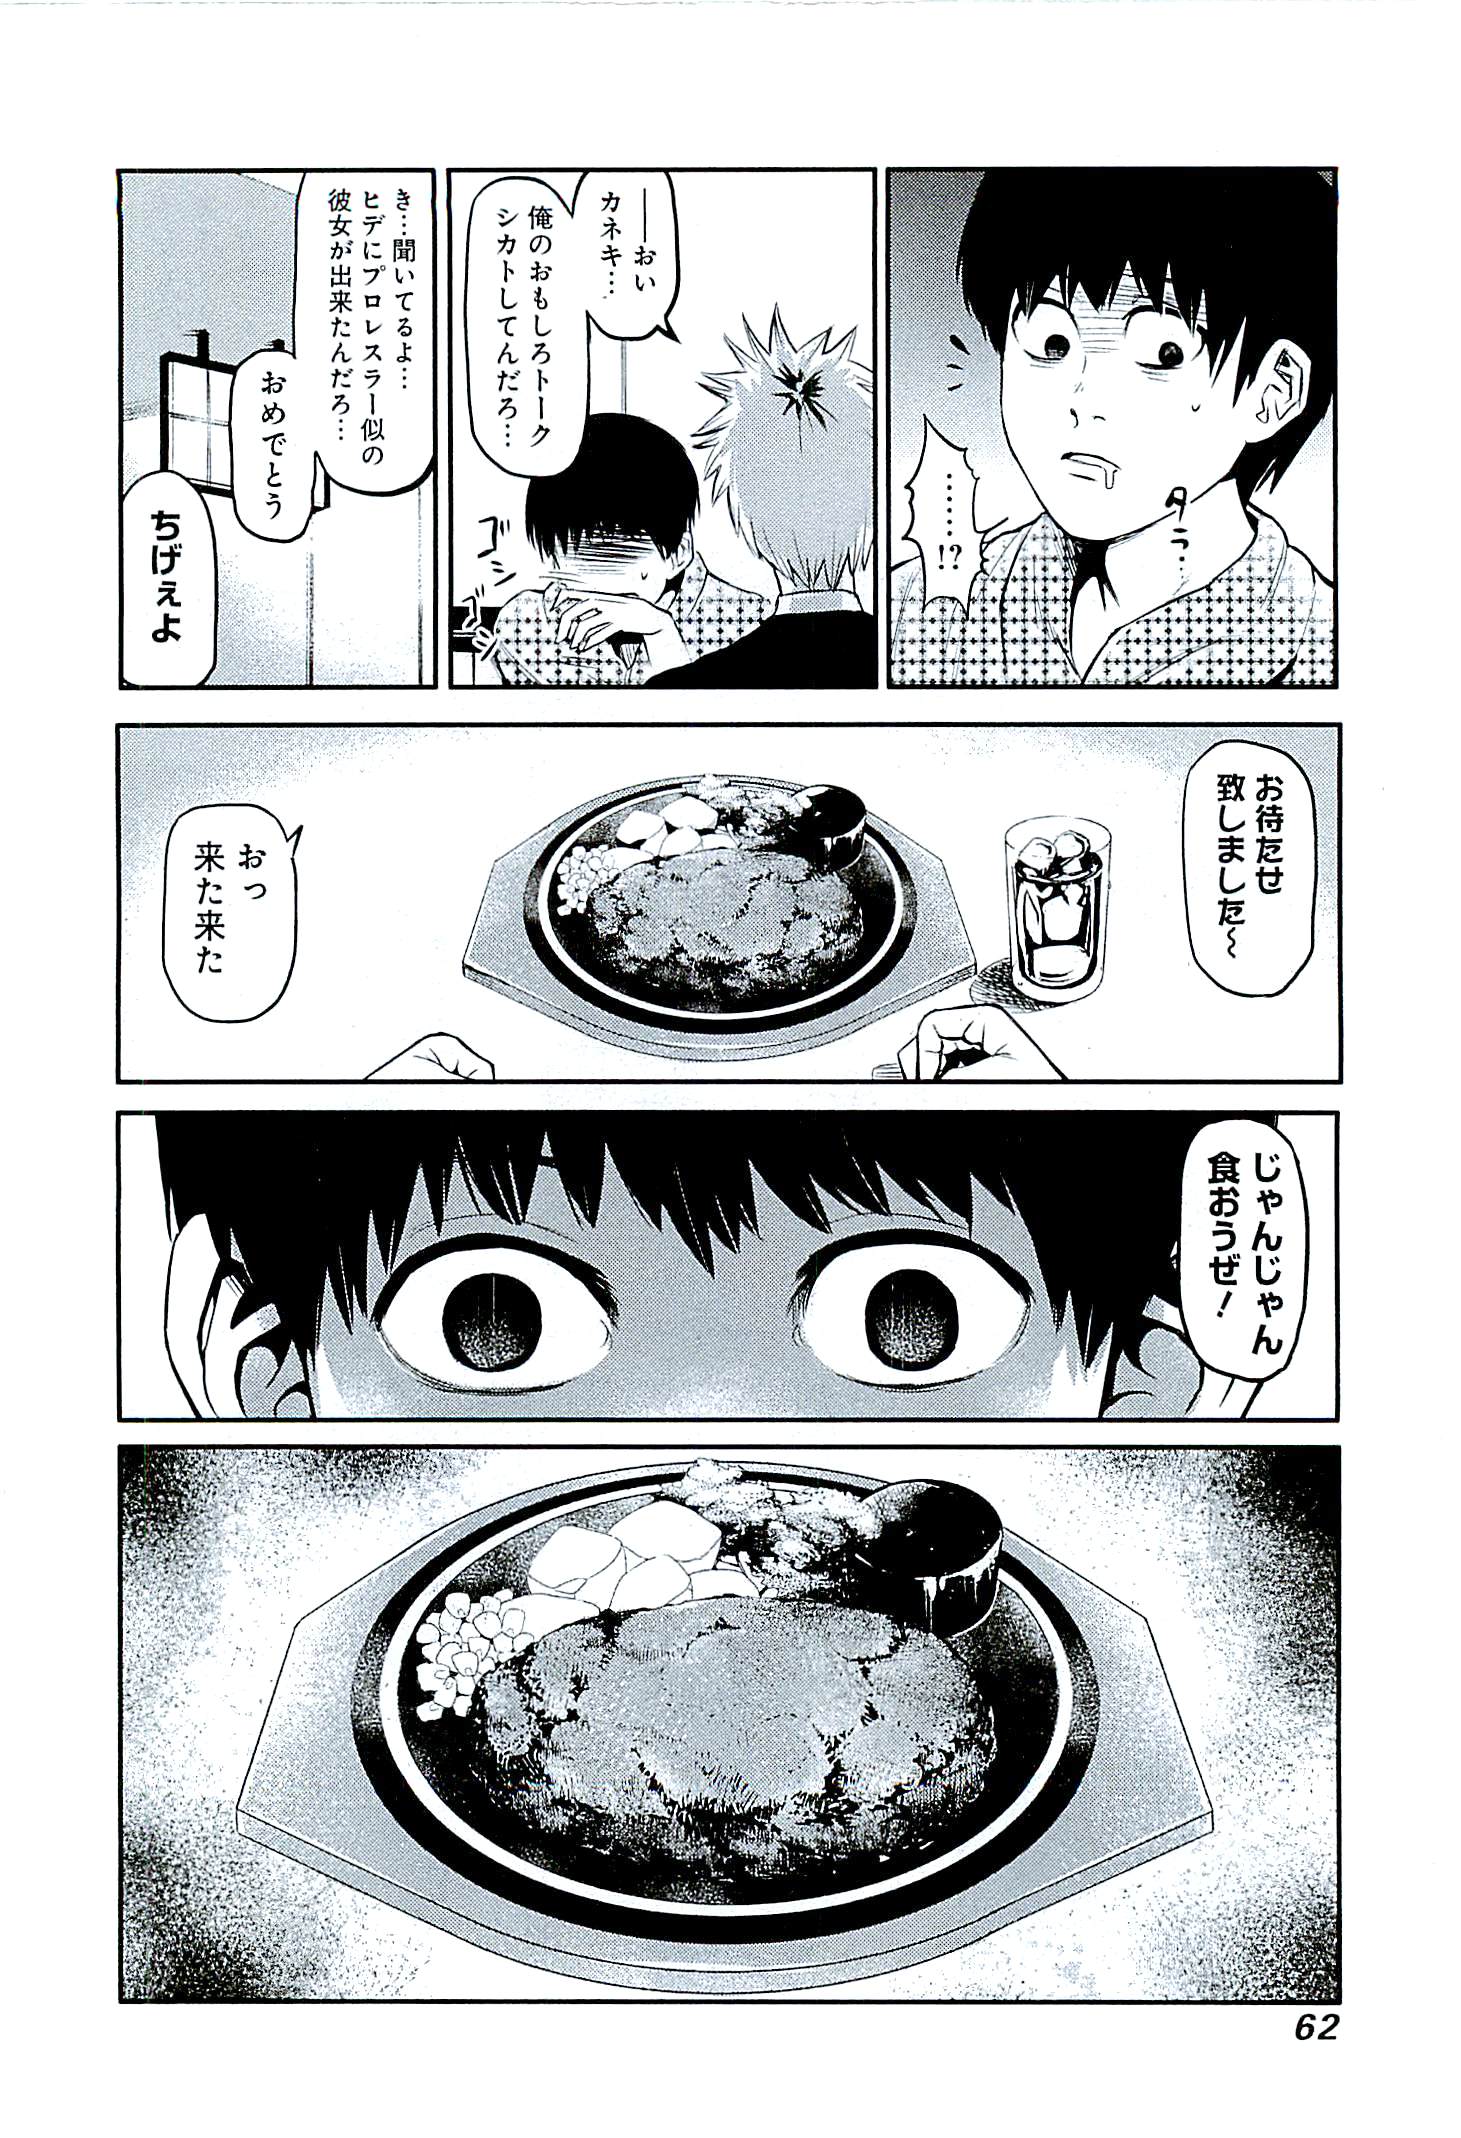 タラ…
……!?
――おい
カネキ…
俺のおもしろトーク
シカトしてんだろ…
ゴシ
ゴシ
き…聞いてるよ…
ヒデにプロレスラー似の
彼女が出来たんだろ…
おめでとう
ちげぇよ
お待たせ
致しました～
おっ
来た来た
じゃんじゃん
食おうぜ！
62